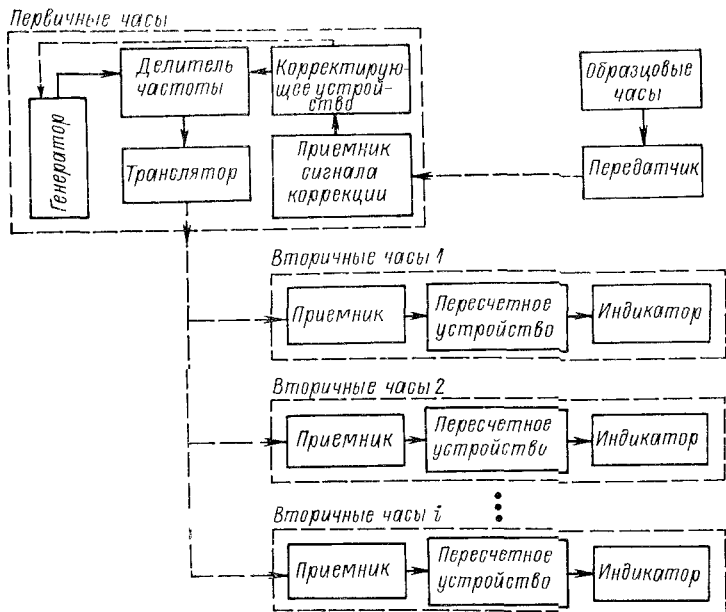 Первичные часы
Генератор
Делитель
частоты
Транслятор
Корректирую-
щее устрой-
ство
Приемник
сигнала
коррекции
Образцовые
часы
Передатчик
Вторичные часы 1
Приемник
Пересчетное
устройство
Индикатор
Вторичные часы 2
Приемник
Пересчетное
устройство
Индикатор
Вторичные часы i
Приемник
Пересчетное
устройство
Индикатор